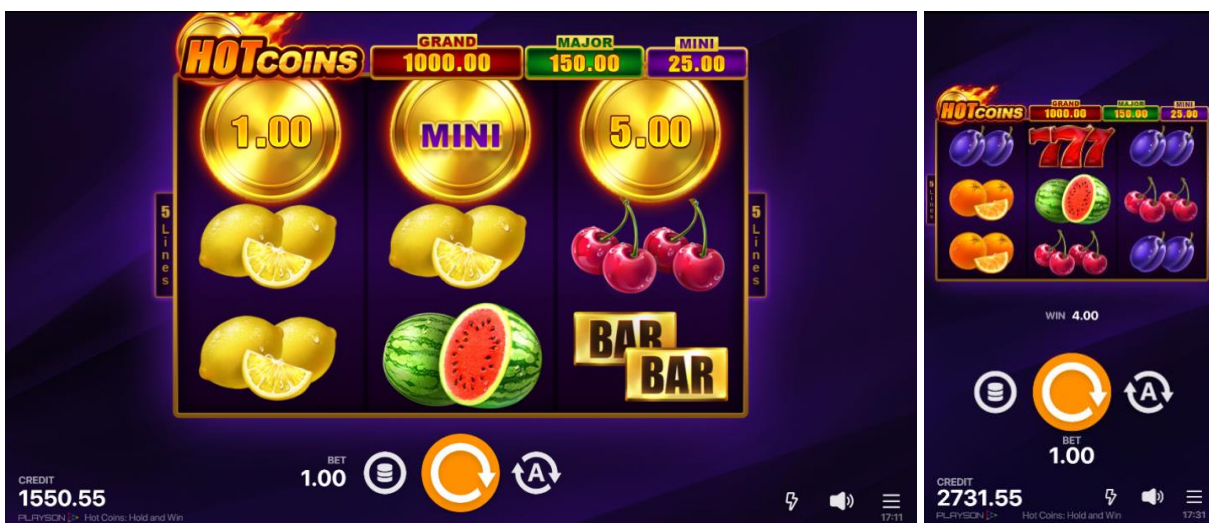 HOT COINS
GRAND
1000.00
MAJOR
150.00
MINI
25.00
1.00
MINI
5.00
5 Lines
5 Lines
BAR
BAR
BET
1.00
A
CREDIT
1550.55
PLAYSON Hot Coins: Hold and Win
17:11
HOT COINS
GRAND
1000.00
MAJOR
150.00
MINI
25.00
777
5 Lines
WIN 4.00
A
BET
1.00
CREDIT
2731.55
PLAYSON Hot Coins: Hold and Win
17:31